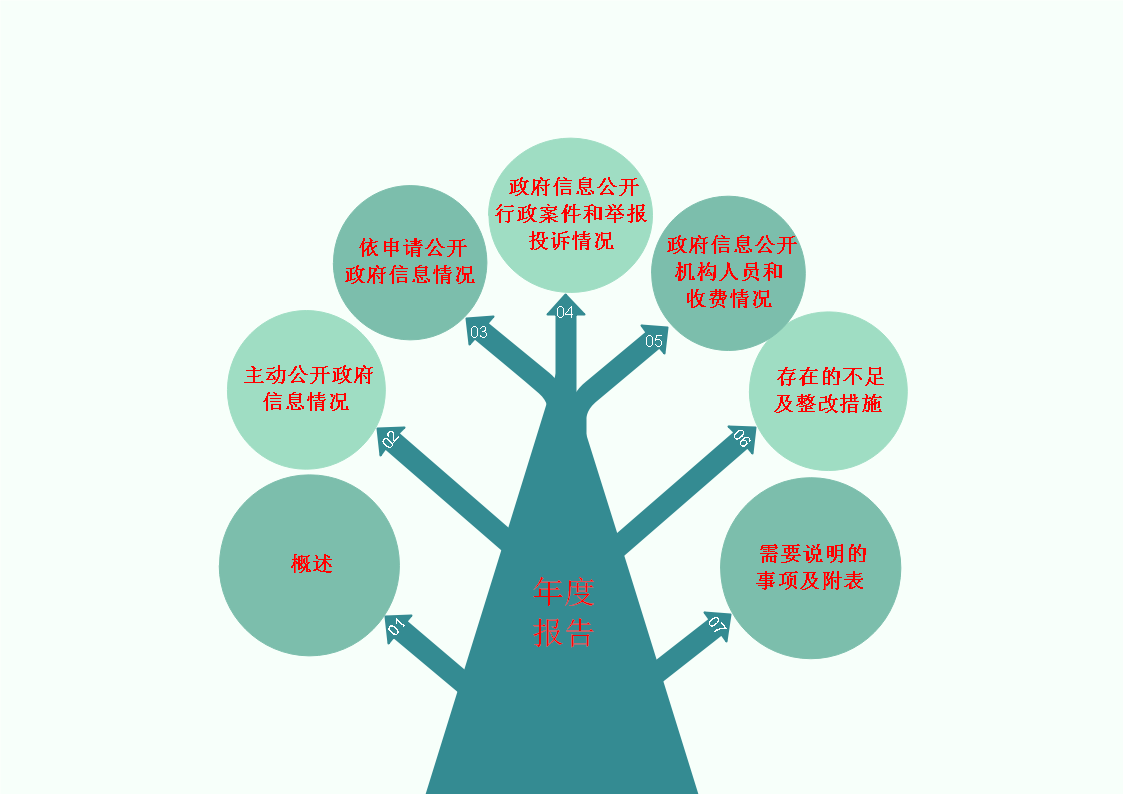 政府信息公开
行政案件和举报
投诉情况
依申请公开
政府信息情况
政府信息公开
机构人员和
收费情况
主动公开政府
信息情况
存在的不足
及整改措施
概述
需要说明的
事项及附表
04
03
05
02
06
01
07
年度
报告